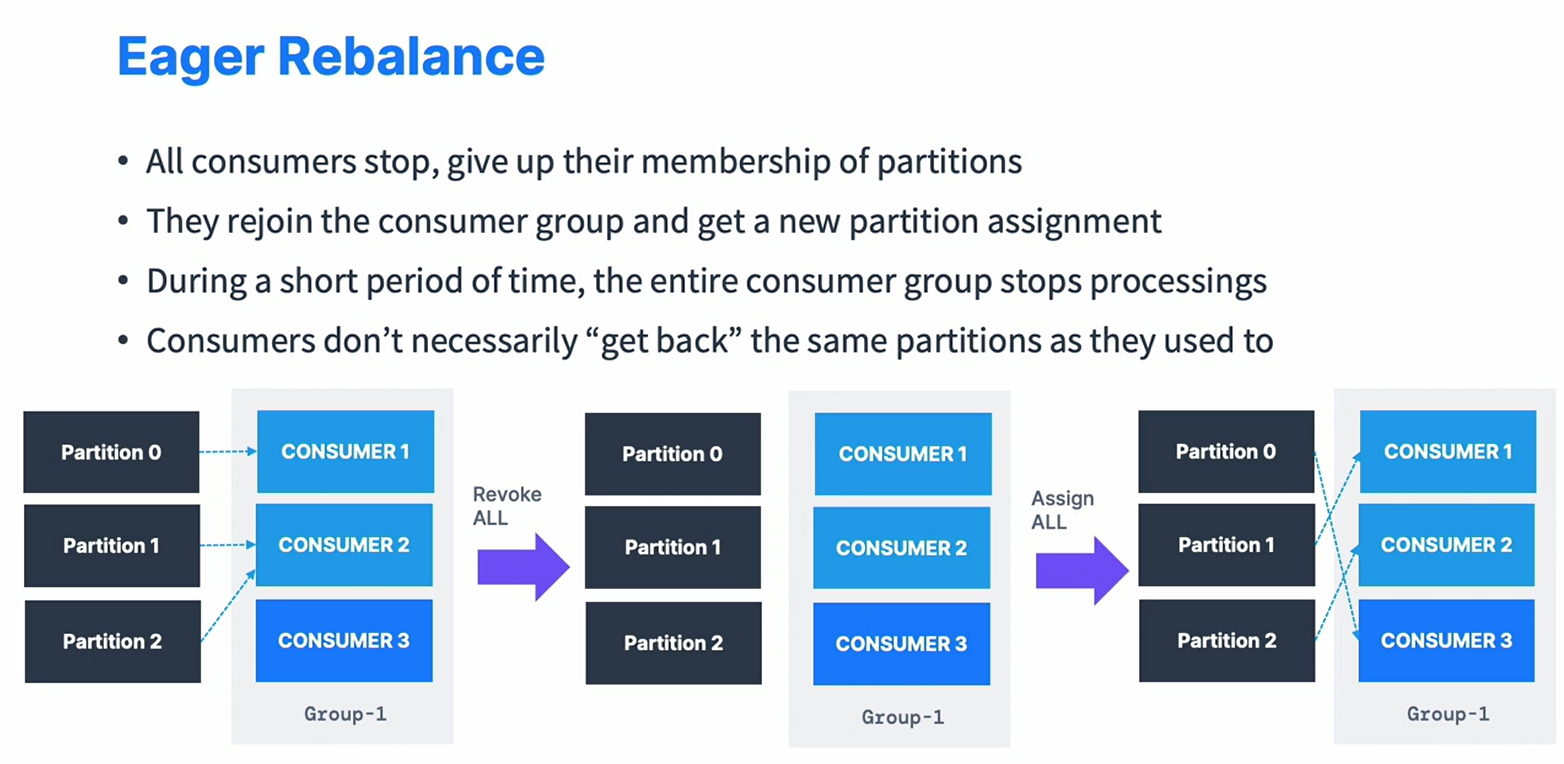 Eager Rebalance
• All consumers stop, give up their membership of partitions
• They rejoin the consumer group and get a new partition assignment
• During a short period of time, the entire consumer group stops processings
• Consumers don’t necessarily “get back” the same partitions as they used to
Partition 0
CONSUMER 1
Partition 1
CONSUMER 2
Partition 2
CONSUMER 3
Group-1
Revoke
ALL
Partition 0
CONSUMER 1
Partition 1
CONSUMER 2
Partition 2
CONSUMER 3
Group-1
Assign
ALL
Partition 0
CONSUMER 1
Partition 1
CONSUMER 2
Partition 2
CONSUMER 3
Group-1